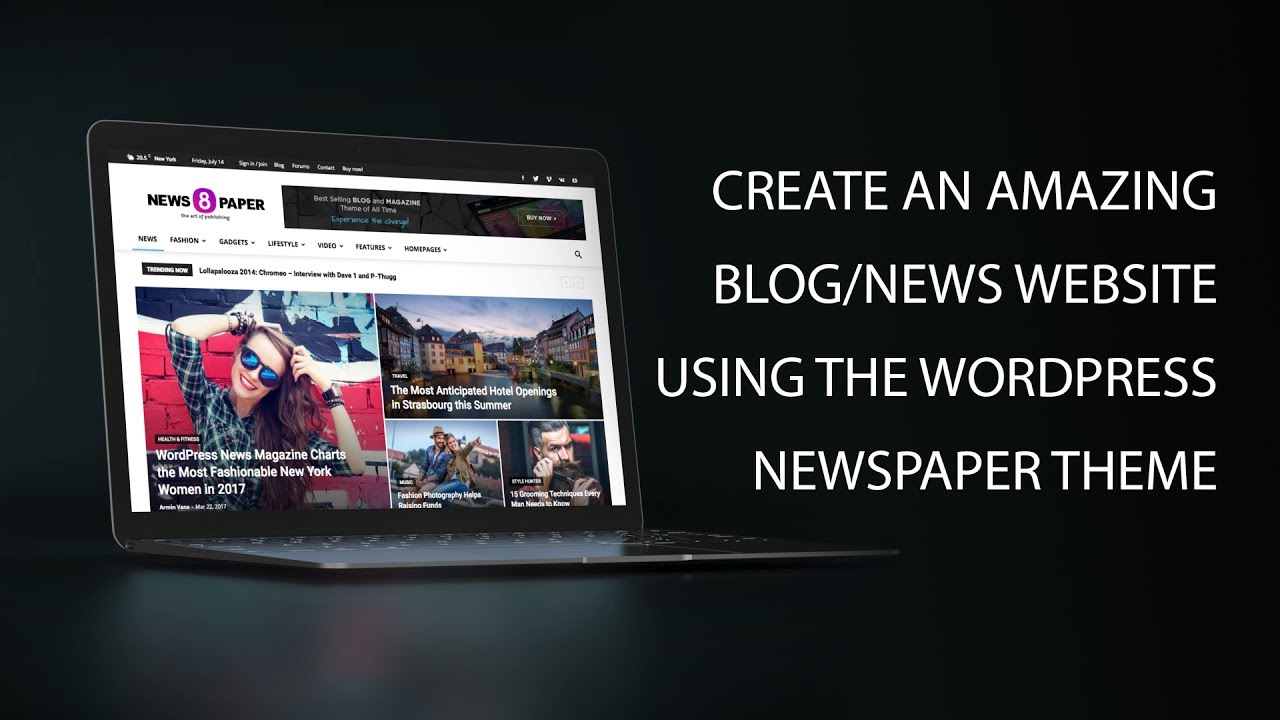 20.5 C New York Friday, July 14 Sign in / Join Blog Forums Contact Buy now!
NEWS 8 PAPER
the art of publishing
Best Selling BLOG and MAGAZINE
Theme of All Time
Experience the change!
BUY NOW
NEWS FASHION GADGETS LIFESTYLE VIDEO FEATURES HOMEPAGES
TRENDING NOW Lollapalooza 2014: Chromeo – Interview with Dave 1 and P-Thugg
HEALTH & FITNESS
WordPress News Magazine Charts
the Most Fashionable New York
Women in 2017
Armin Vans - Mar 22, 2017
TRAVEL
The Most Anticipated Hotel Openings
in Strasbourg this Summer
MUSIC
Fashion Photography Helps
Raising Funds
STYLE HUNTER
15 Grooming Techniques Every
Man Needs to Know
CREATE AN AMAZING
BLOG/NEWS WEBSITE
USING THE WORDPRESS
NEWSPAPER THEME